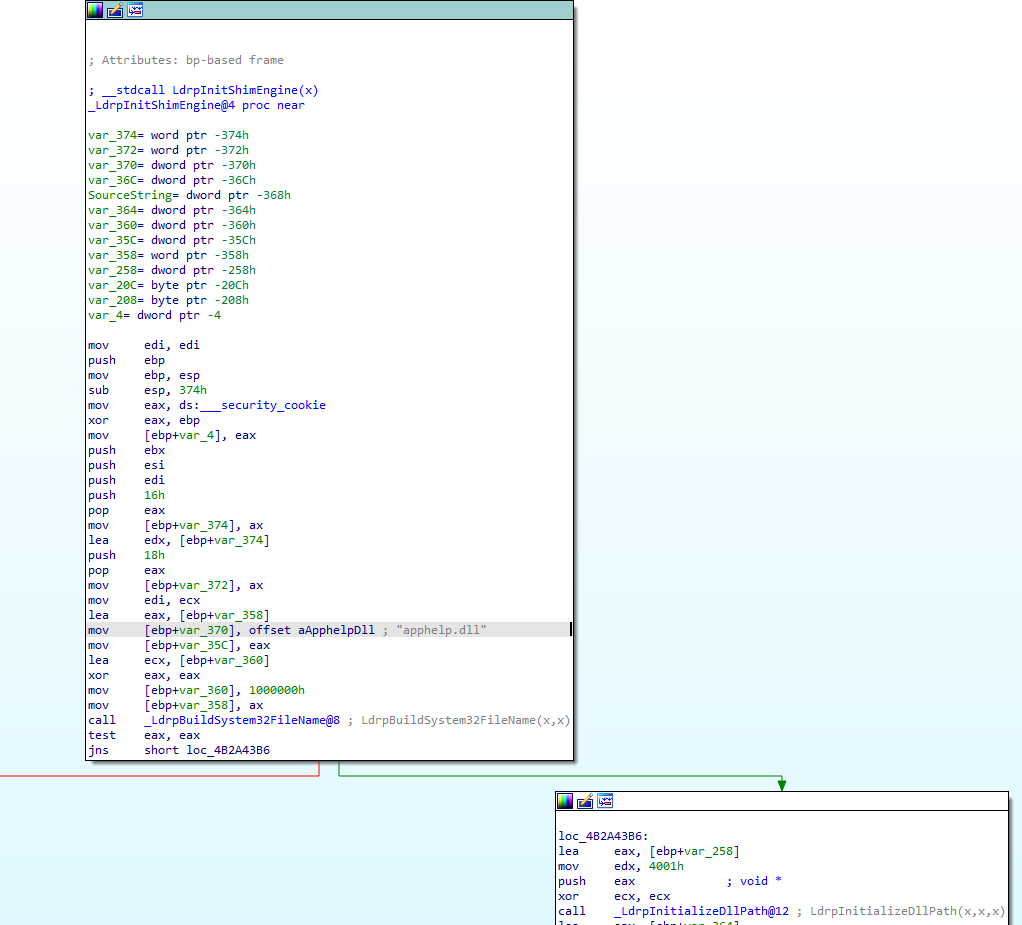 ; Attributes: bp-based frame
; __stdcall LdrpInitShimEngine(x)
_LdrpInitShimEngine@4 proc near
var_374= word ptr -374h
var_372= word ptr -372h
var_370= dword ptr -370h
var_36C= dword ptr -36Ch
SourceString= dword ptr -368h
var_364= dword ptr -364h
var_360= dword ptr -360h
var_35C= dword ptr -35Ch
var_358= word ptr -358h
var_258= dword ptr -258h
var_20C= byte ptr -20Ch
var_208= byte ptr -208h
var_4= dword ptr -4
mov     edi, edi
push    ebp
mov     ebp, esp
sub     esp, 374h
mov     eax, ds:___security_cookie
xor     eax, ebp
mov     [ebp+var_4], eax
push    ebx
push    esi
push    edi
push    16h
pop     eax
mov     [ebp+var_374], ax
lea     edx, [ebp+var_374]
push    18h
pop     eax
mov     [ebp+var_372], ax
mov     edi, ecx
lea     eax, [ebp+var_358]
mov     [ebp+var_370], offset aApphelpDll ; "apphelp.dll"
mov     [ebp+var_35C], eax
lea     ecx, [ebp+var_360]
xor     eax, eax
mov     [ebp+var_360], 1000000h
mov     [ebp+var_358], ax
call    _LdrpBuildSystem32FileName@8 ; LdrpBuildSystem32FileName(x,x)
test    eax, eax
jns     short loc_4B2A43B6
loc_4B2A43B6:
lea     eax, [ebp+var_258]
mov     edx, 4001h
push    eax             ; void *
xor     ecx, ecx
call    _LdrpInitializeDllPath@12 ; LdrpInitializeDllPath(x,x,x)
lea     eax, [ebp+var_364]